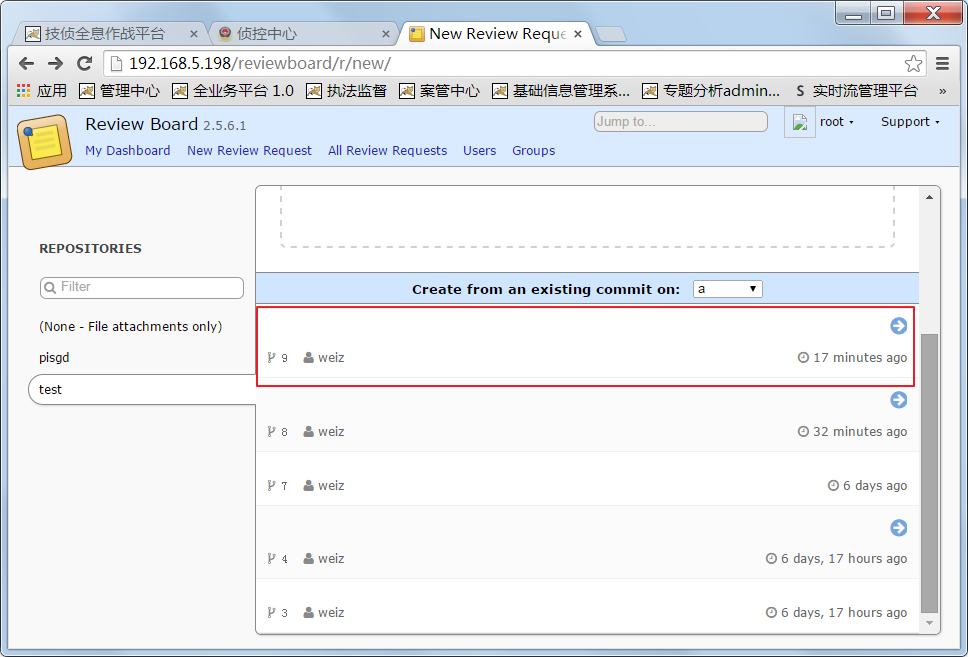 技侦全息作战平台
侦控中心
New Review Reque
192.168.5.198/reviewboard/r/new/
应用 管理中心 全业务平台 1.0 执法监督 案管中心 基础信息管理系... 专题分析admin... S 实时流管理平台 »
Review Board 2.5.6.1
Jump to...
root
Support
My Dashboard New Review Request All Review Requests Users Groups
REPOSITORIES
Filter
(None - File attachments only)
pisgd
test
Create from an existing commit on: a
9 weiz 17 minutes ago
8 weiz 32 minutes ago
7 weiz 6 days ago
4 weiz 6 days, 17 hours ago
3 weiz 6 days, 17 hours ago